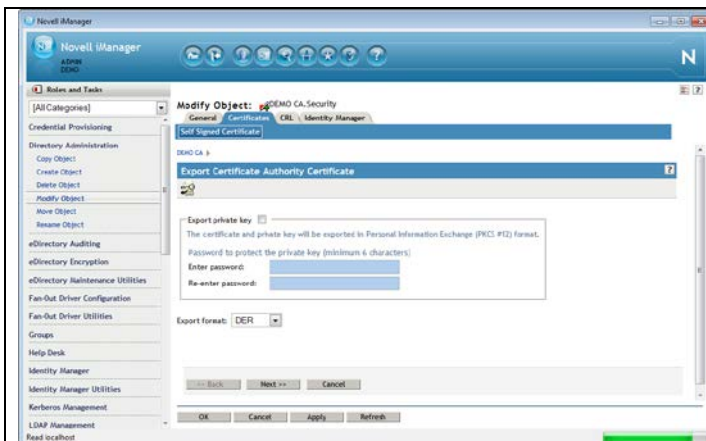 Novell iManager
Novell iManager
ADMIN
DEMO
N
Roles and Tasks
[All Categories]
Credential Provisioning
Directory Administration
Copy Object
Create Object
Delete Object
Modify Object
Move Object
Rename Object
eDirectory Auditing
eDirectory Encryption
eDirectory Maintenance Utilities
Fan-Out Driver Configuration
Fan-Out Driver Utilities
Groups
Help Desk
Identity Manager
Identity Manager Utilities
Kerberos Management
LDAP Management
Modify Object: DEMO CA.Security
General Certificates CRL Identity Manager
Self Signed Certificate
DEMO CA
Export Certificate Authority Certificate
Export private key
The certificate and private key will be exported in Personal Information Exchange (PKCS #12) format.
Password to protect the private key (minimum 6 characters)
Enter password:
Re-enter password:
Export format: DER
<< Back Next >> Cancel
OK Cancel Apply Refresh
Read localhost